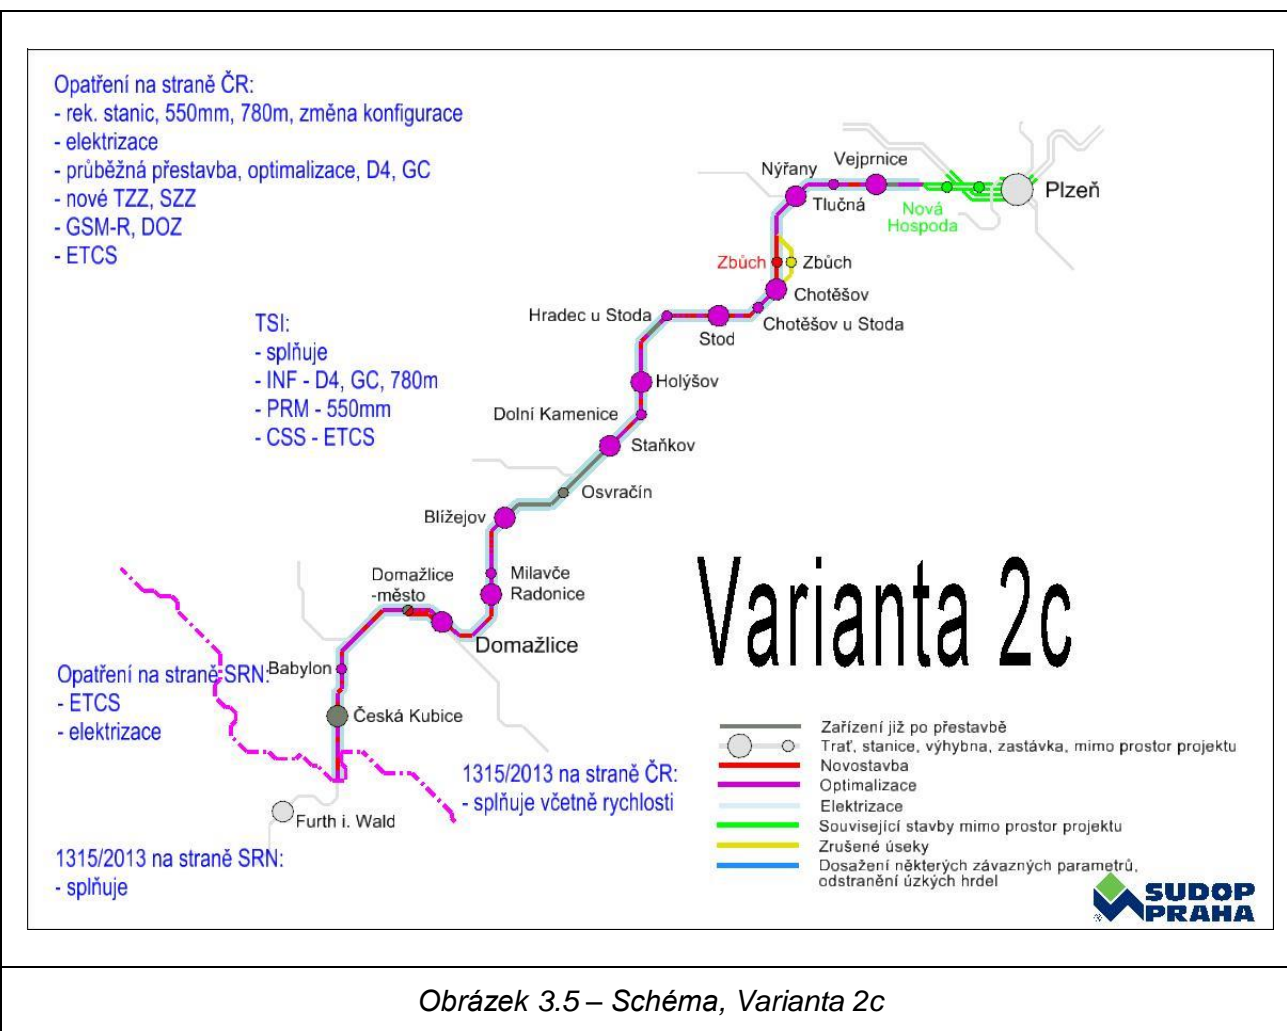 Opatření na straně ČR:
- rek. stanic, 550mm, 780m, změna konfigurace
- elektrizace
- průběžná přestavba, optimalizace, D4, GC
- nové TZZ, SZZ
- GSM-R, DOZ
- ETCS
Nýřany
Vejprnice
Tlučná
Nová
Hospoda
Plzeň
Zbůch
Zbůch
Chotěšov
Chotěšov u Stoda
Hradec u Stoda
Stod
TSI:
- splňuje
- INF - D4, GC, 780m
- PRM - 550mm
- CSS - ETCS
Holýšov
Dolní Kamenice
Staňkov
Osvračín
Blížejov
Milavče
Radonice
Domažlice
-město
Domažlice
Varianta 2c
Babylon
Opatření na straně SRN:
- ETCS
- elektrizace
Česká Kubice
1315/2013 na straně ČR:
- splňuje včetně rychlosti
Furth i. Wald
1315/2013 na straně SRN:
- splňuje
Zařízení již po přestavbě
Trať, stanice, výhybna, zastávka, mimo prostor projektu
Novostavba
Optimalizace
Elektrizace
Související stavby mimo prostor projektu
Zrušené úseky
Dosažení některých závazných parametrů,
odstranění úzkých hrdel
SUDOP
PRAHA
Obrázek 3.5 – Schéma, Varianta 2c